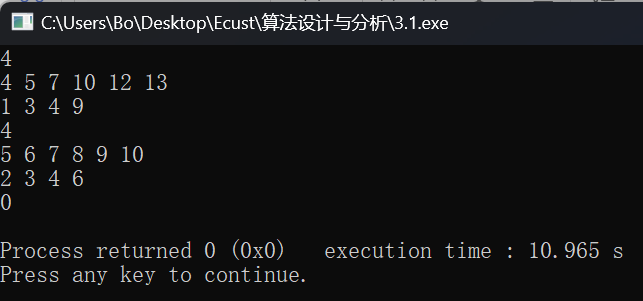 C:\Users\Bo\Desktop\Ecust\算法设计与分析\3.1.exe
4
4 5 7 10 12 13
1 3 4 9
4
5 6 7 8 9 10
2 3 4 6
0
Process returned 0 (0x0)   execution time : 10.965 s
Press any key to continue.